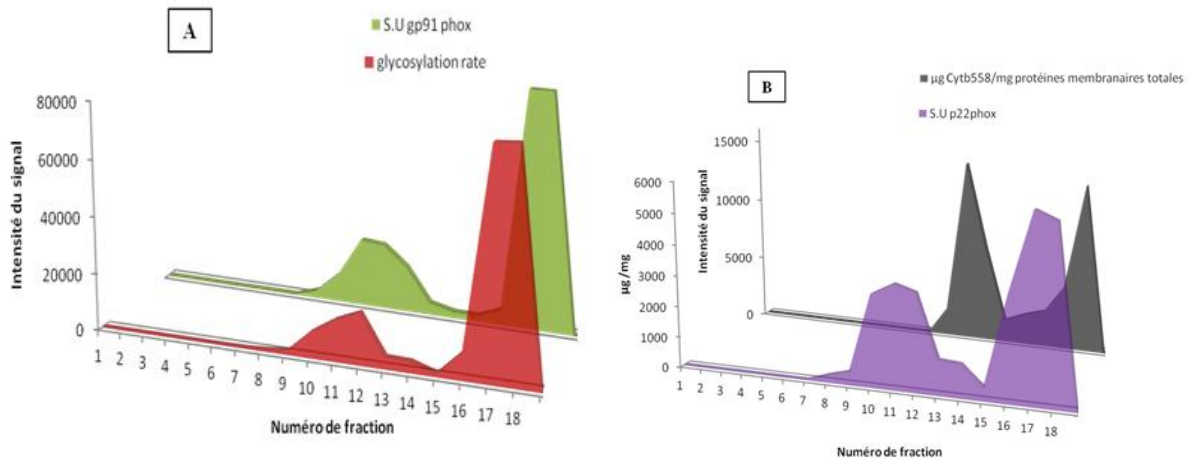 A
S.U gp91 phox
glycosylation rate
Intensité du signal
80000
60000
40000
20000
0
1 2 3 4 5 6 7 8 9 10 11 12 13 14 15 16 17 18
Numéro de fraction
B
µg Cytb558/mg protéines membranaires totales
S.U p22phox
µg/mg
6000
5000
4000
3000
2000
1000
0
Intensité du signal
15000
10000
5000
0
1 2 3 4 5 6 7 8 9 10 11 12 13 14 15 16 17 18
Numéro de fraction